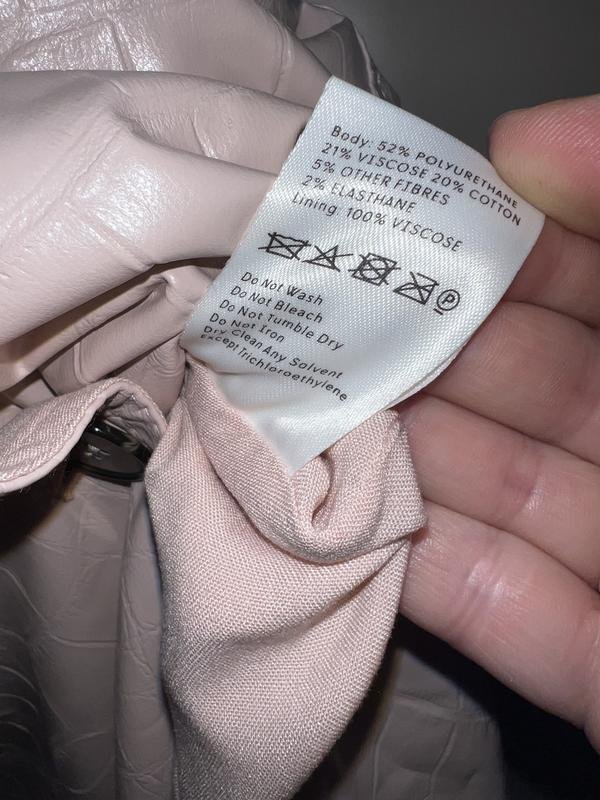 Body: 52% POLYURETHANE
21% VISCOSE 20% COTTON
5% OTHER FIBRES
2% ELASTHANE
Lining: 100% VISCOSE
P
Do Not Wash
Do Not Bleach
Do Not Tumble Dry
Do Not Iron
Dry Clean Any Solvent
Except Trichloroethylene